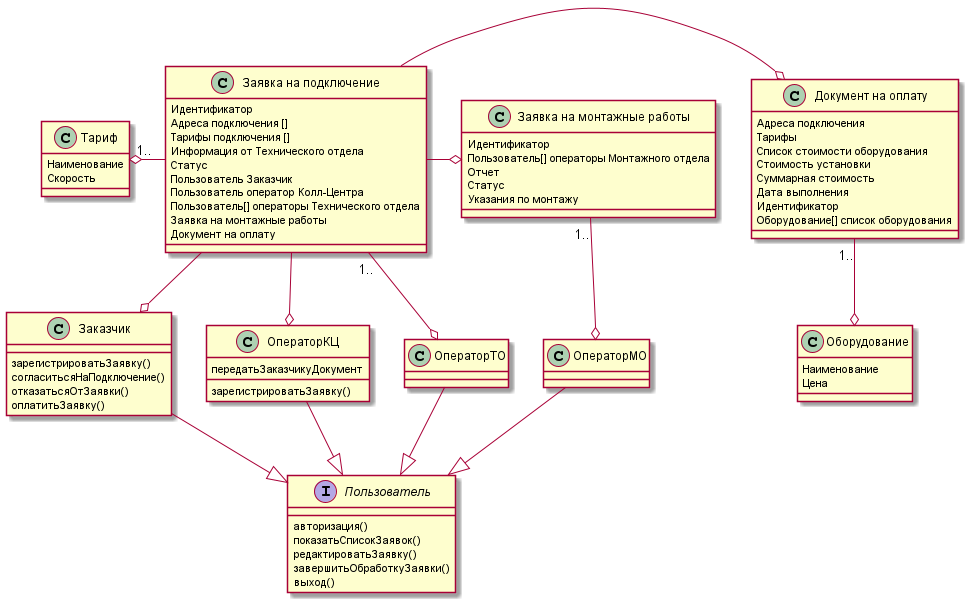 C Заявка на подключение
Идентификатор
Адреса подключения []
Тарифы подключения []
Информация от Технического отдела
Статус
Пользователь Заказчик
Пользователь оператор Колл-Центра
Пользователь[] операторы Технического отдела
Заявка на монтажные работы
Документ на оплату
C Тариф
Наименование
Скорость
1..
C Заявка на монтажные работы
Идентификатор
Пользователь[] операторы Монтажного отдела
Отчет
Статус
Указания по монтажу
C Документ на оплату
Адреса подключения
Тарифы
Список стоимости оборудования
Стоимость установки
Суммарная стоимость
Дата выполнения
Идентификатор
Оборудование[] список оборудования
1..
1..
1..
C Заказчик
зарегистрироватьЗаявку()
согласитьсяНаПодключение()
отказатьсяОтЗаявки()
оплатитьЗаявку()
C ОператорКЦ
передатьЗаказчикуДокумент
зарегистрироватьЗаявку()
C ОператорТО
C ОператорМО
C Оборудование
Наименование
Цена
I Пользователь
авторизация()
показатьСписокЗаявок()
редактироватьЗаявку()
завершитьОбработкуЗаявки()
выход()